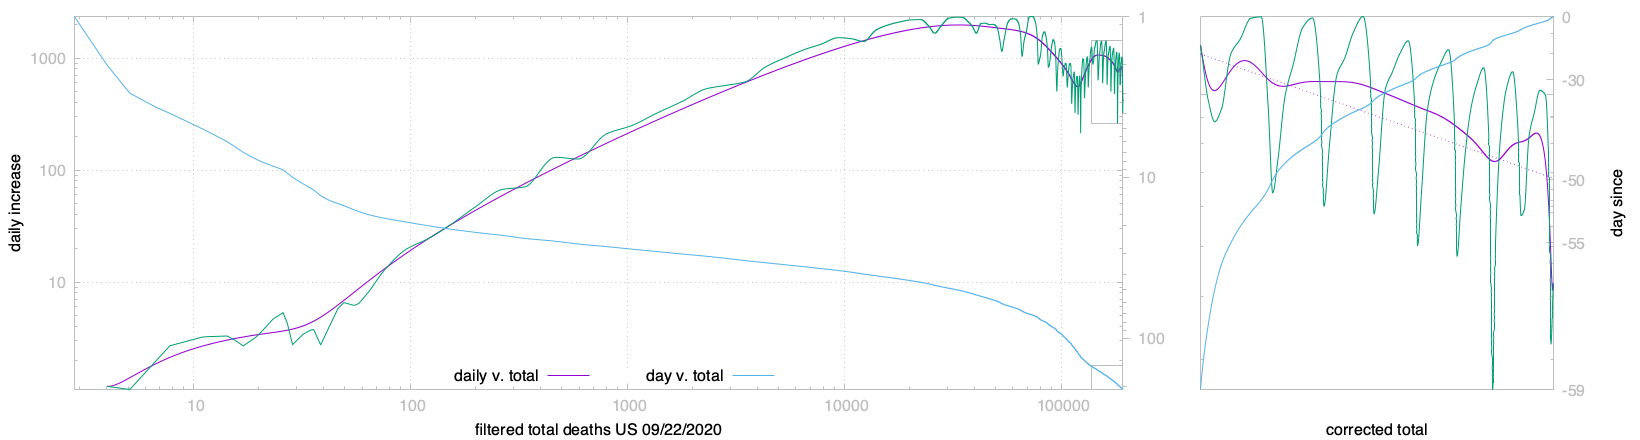 1000
100
10
daily increase
10
100
1000
10000
100000
filtered total deaths US 09/22/2020
daily v. total
day v. total
1
10
100
0
-30
-50
-55
-59
day since
corrected total